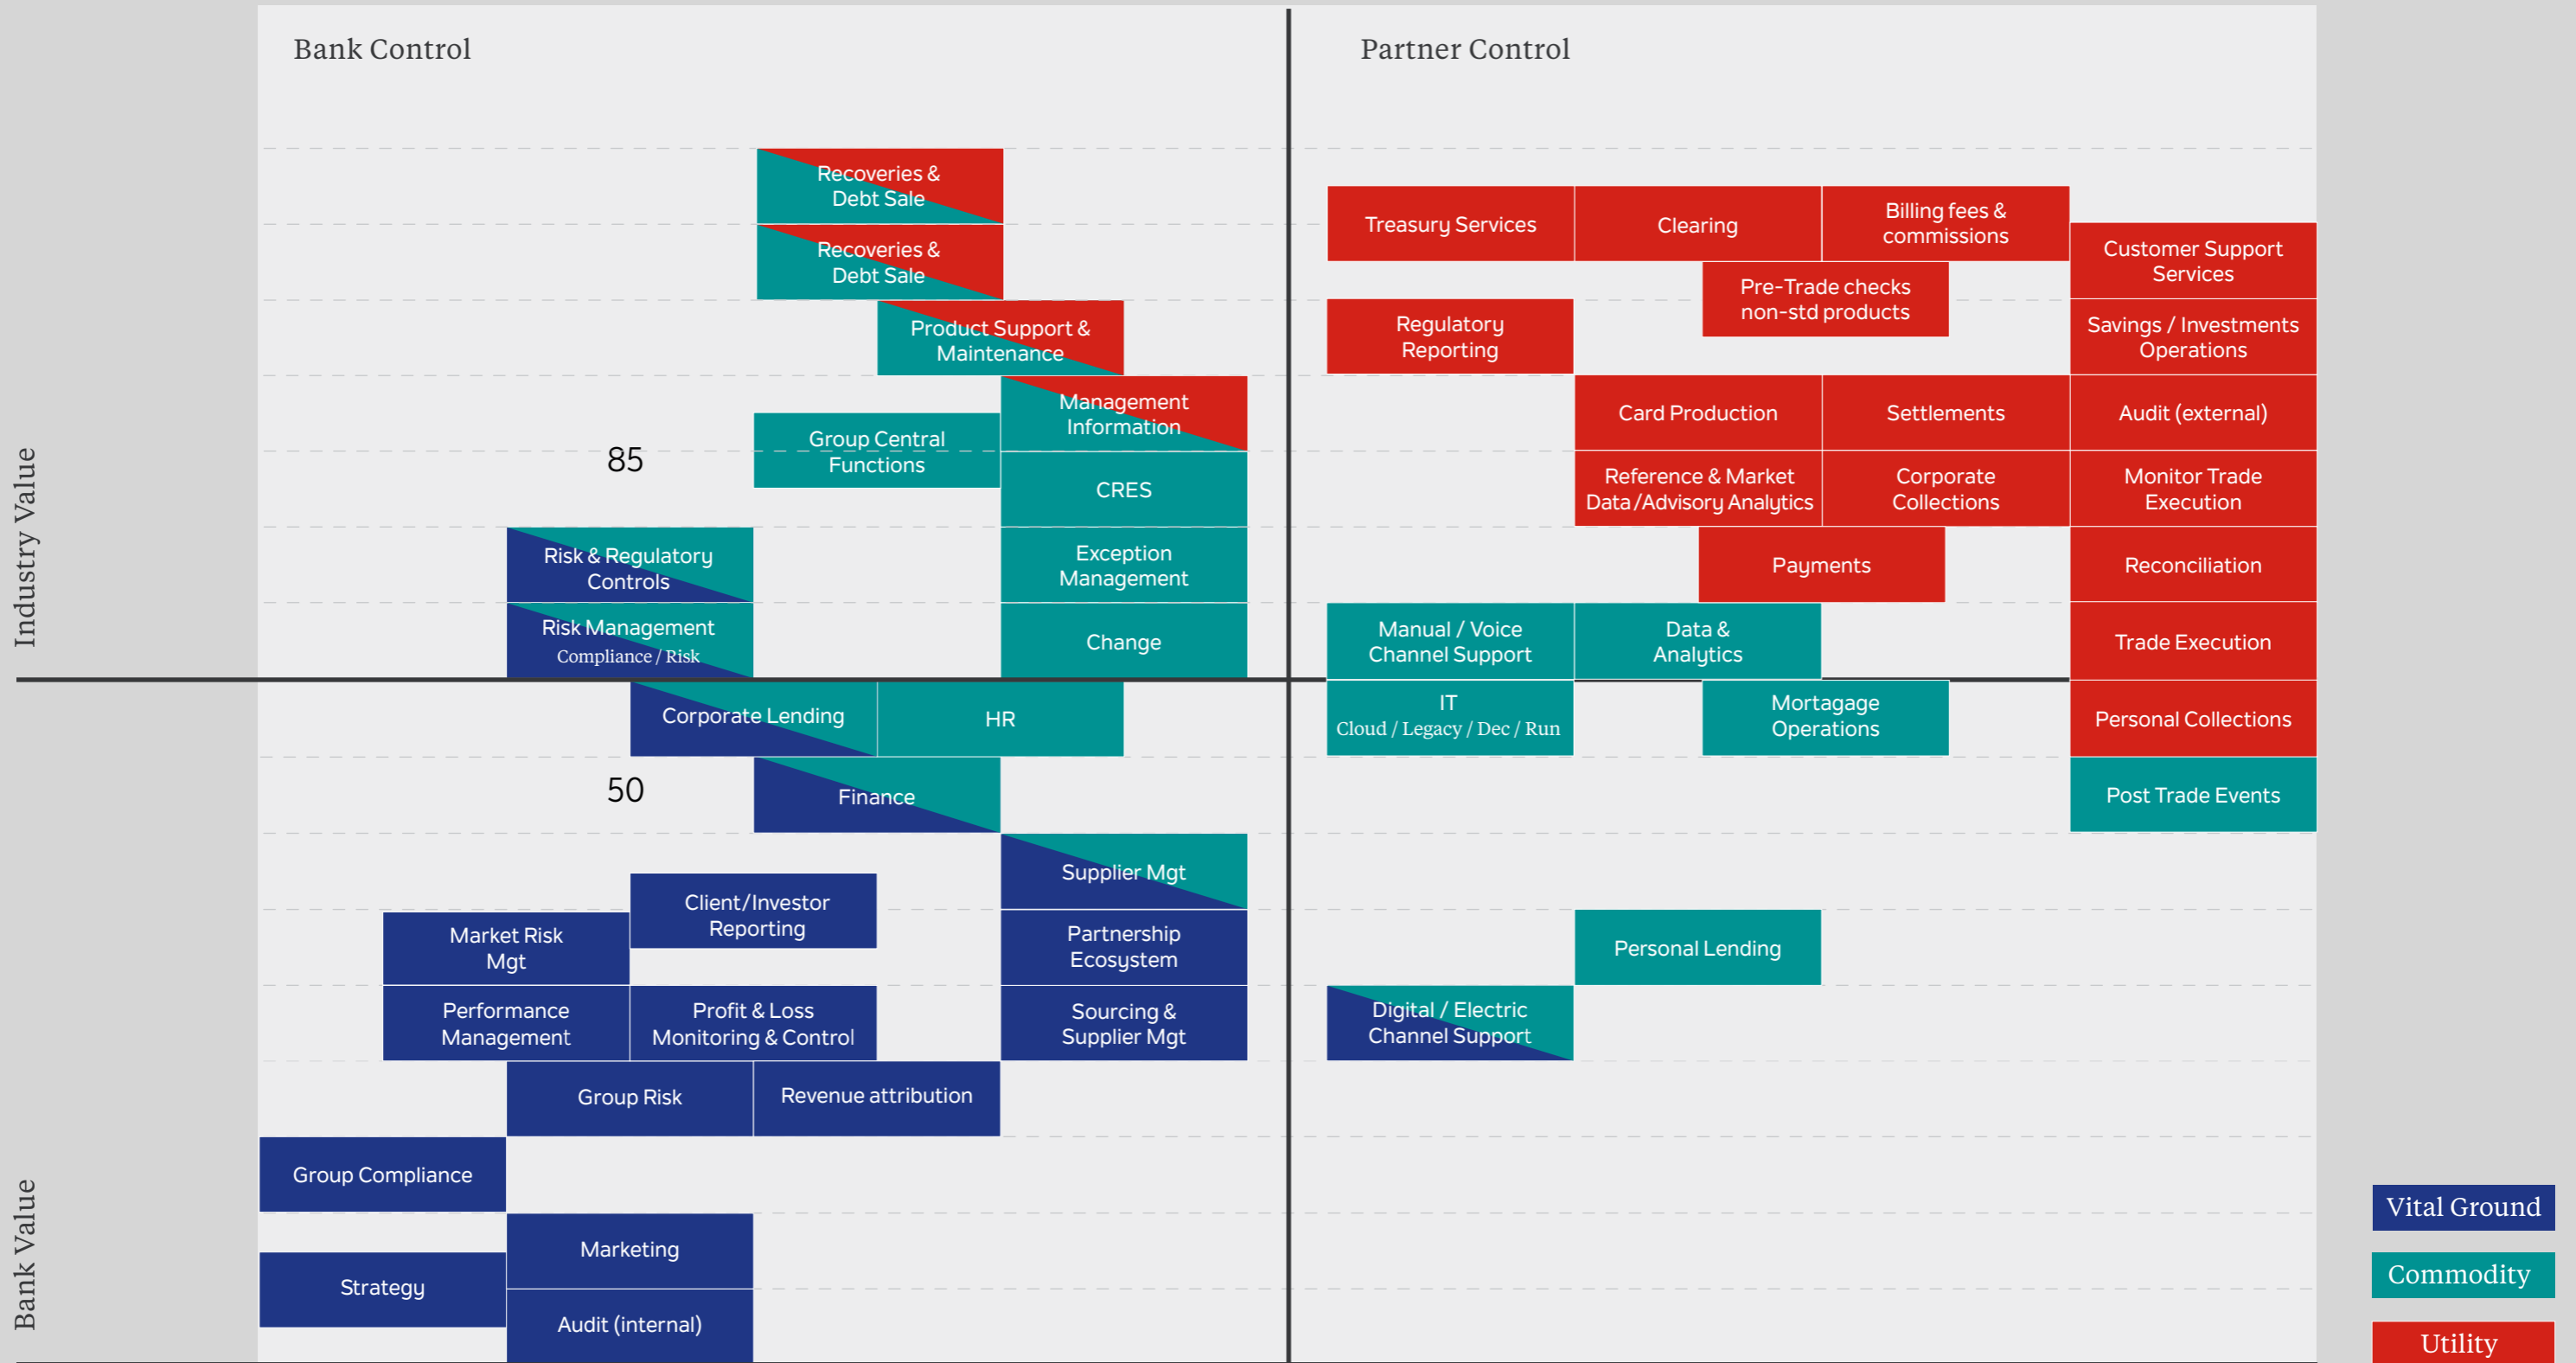 Bank Control
Partner Control
Industry Value
Bank Value
Recoveries &
Debt Sale
Recoveries &
Debt Sale
Product Support &
Maintenance
Management
Information
Group Central
Functions
85
CRES
Risk & Regulatory
Controls
Exception
Management
Risk Management
Compliance / Risk
Change
Treasury Services
Clearing
Billing fees &
commissions
Customer Support
Services
Pre-Trade checks
non-std products
Regulatory
Reporting
Savings / Investments
Operations
Card Production
Settlements
Audit (external)
Reference & Market
Data /Advisory Analytics
Corporate
Collections
Monitor Trade
Execution
Payments
Reconciliation
Manual / Voice
Channel Support
Data &
Analytics
Trade Execution
Corporate Lending
HR
50
Finance
Supplier Mgt
Client/Investor
Reporting
Market Risk
Mgt
Partnership
Ecosystem
Performance
Management
Profit & Loss
Monitoring & Control
Sourcing &
Supplier Mgt
Group Risk
Revenue attribution
Group Compliance
Marketing
Strategy
Audit (internal)
IT
Cloud / Legacy / Dec / Run
Mortagage
Operations
Personal Collections
Post Trade Events
Personal Lending
Digital / Electric
Channel Support
Vital Ground
Commodity
Utility